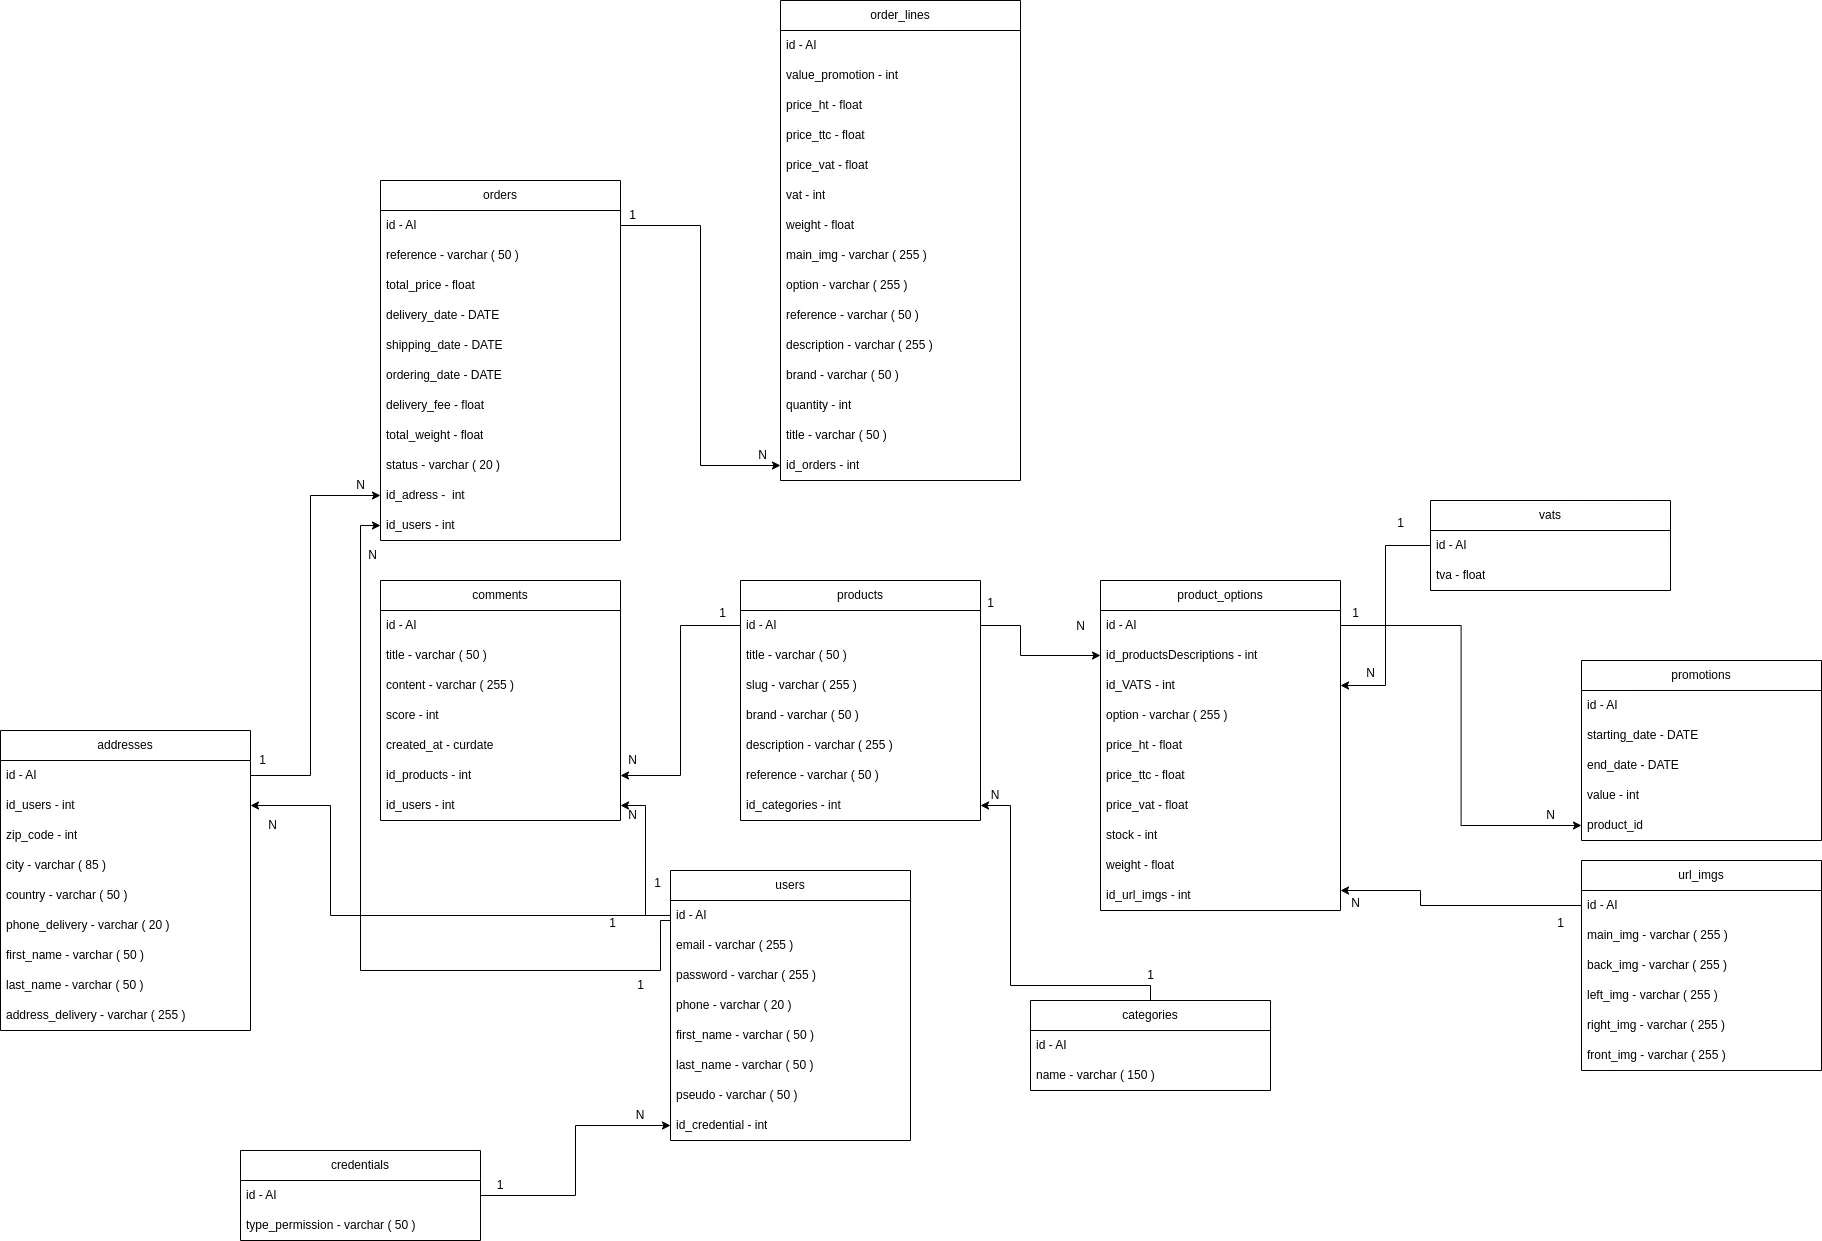 order_lines
id - AI
value_promotion - int
price_ht - float
price_ttc - float
price_vat - float
vat - int
weight - float
main_img - varchar ( 255 )
option - varchar ( 255 )
reference - varchar ( 50 )
description - varchar ( 255 )
brand - varchar ( 50 )
quantity - int
title - varchar ( 50 )
id_orders - int
orders
id - AI
reference - varchar ( 50 )
total_price - float
delivery_date - DATE
shipping_date - DATE
ordering_date - DATE
delivery_fee - float
total_weight - float
status - varchar ( 20 )
id_adress -  int
id_users - int
1
N
N
N
vats
id - AI
tva - float
1
comments
id - AI
title - varchar ( 50 )
content - varchar ( 255 )
score - int
created_at - curdate
id_products - int
id_users - int
1
N
N
products
id - AI
title - varchar ( 50 )
slug - varchar ( 255 )
brand - varchar ( 50 )
description - varchar ( 255 )
reference - varchar ( 50 )
id_categories - int
1
N
N
product_options
id - AI
id_productsDescriptions - int
id_VATS - int
option - varchar ( 255 )
price_ht - float
price_ttc - float
price_vat - float
stock - int
weight - float
id_url_imgs - int
1
N
N
N
promotions
id - AI
starting_date - DATE
end_date - DATE
value - int
product_id
addresses
id - AI
id_users - int
zip_code - int
city - varchar ( 85 )
country - varchar ( 50 )
phone_delivery - varchar ( 20 )
first_name - varchar ( 50 )
last_name - varchar ( 50 )
address_delivery - varchar ( 255 )
1
N
users
id - AI
email - varchar ( 255 )
password - varchar ( 255 )
phone - varchar ( 20 )
first_name - varchar ( 50 )
last_name - varchar ( 50 )
pseudo - varchar ( 50 )
id_credential - int
1
1
1
N
url_imgs
id - AI
main_img - varchar ( 255 )
back_img - varchar ( 255 )
left_img - varchar ( 255 )
right_img - varchar ( 255 )
front_img - varchar ( 255 )
1
1
categories
id - AI
name - varchar ( 150 )
credentials
id - AI
type_permission - varchar ( 50 )
1